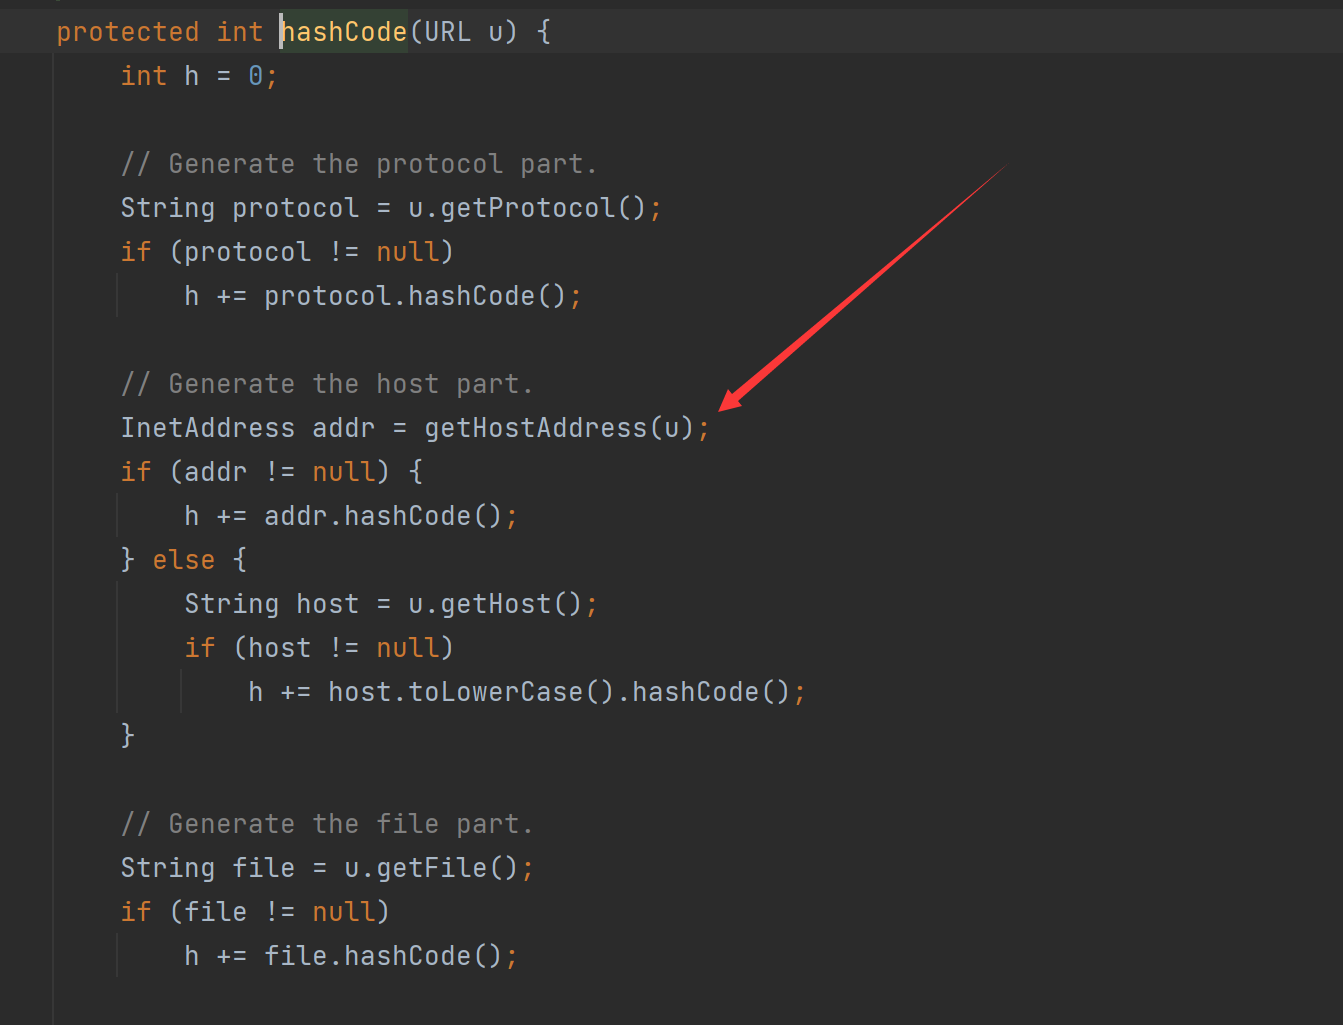 protected int hashCode(URL u) {
int h = 0;
// Generate the protocol part.
String protocol = u.getProtocol();
if (protocol != null)
h += protocol.hashCode();
// Generate the host part.
InetAddress addr = getHostAddress(u);
if (addr != null) {
h += addr.hashCode();
} else {
String host = u.getHost();
if (host != null)
h += host.toLowerCase().hashCode();
}
// Generate the file part.
String file = u.getFile();
if (file != null)
h += file.hashCode();